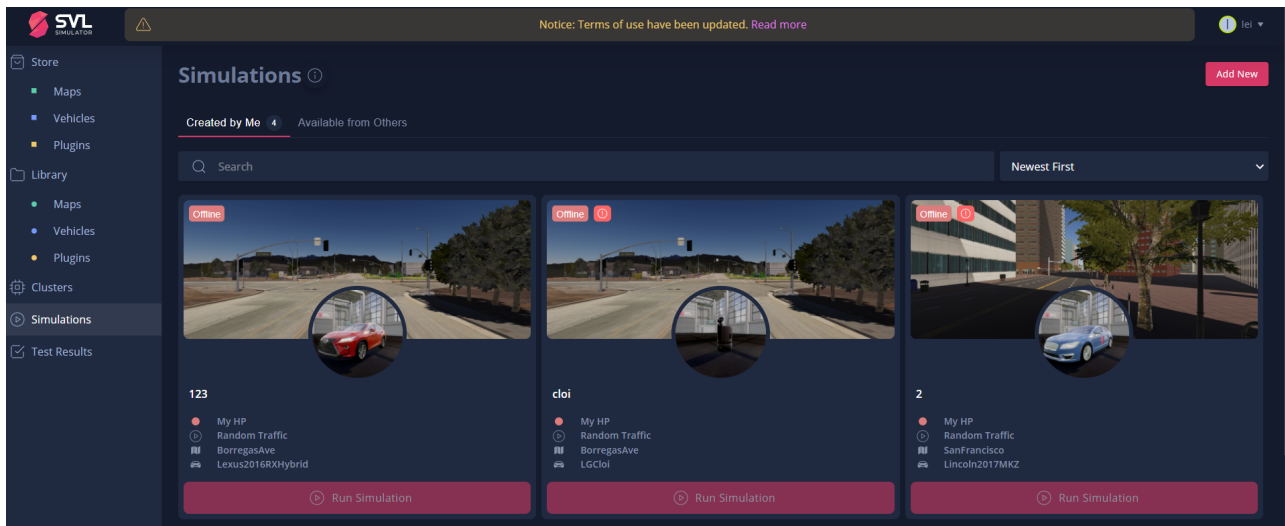 SVL
SIMULATOR
Notice: Terms of use have been updated. Read more
lei
Store
Maps
Vehicles
Plugins
Library
Maps
Vehicles
Plugins
Clusters
Simulations
Test Results
Simulations
Add New
Created by Me 4
Available from Others
Search
Newest First
Offline
123
My HP
Random Traffic
BorregasAve
Lexus2016RXHybrid
Run Simulation
Offline
cloi
My HP
Random Traffic
BorregasAve
LGCloi
Run Simulation
Offline
2
My HP
Random Traffic
SanFrancisco
Lincoln2017MKZ
Run Simulation